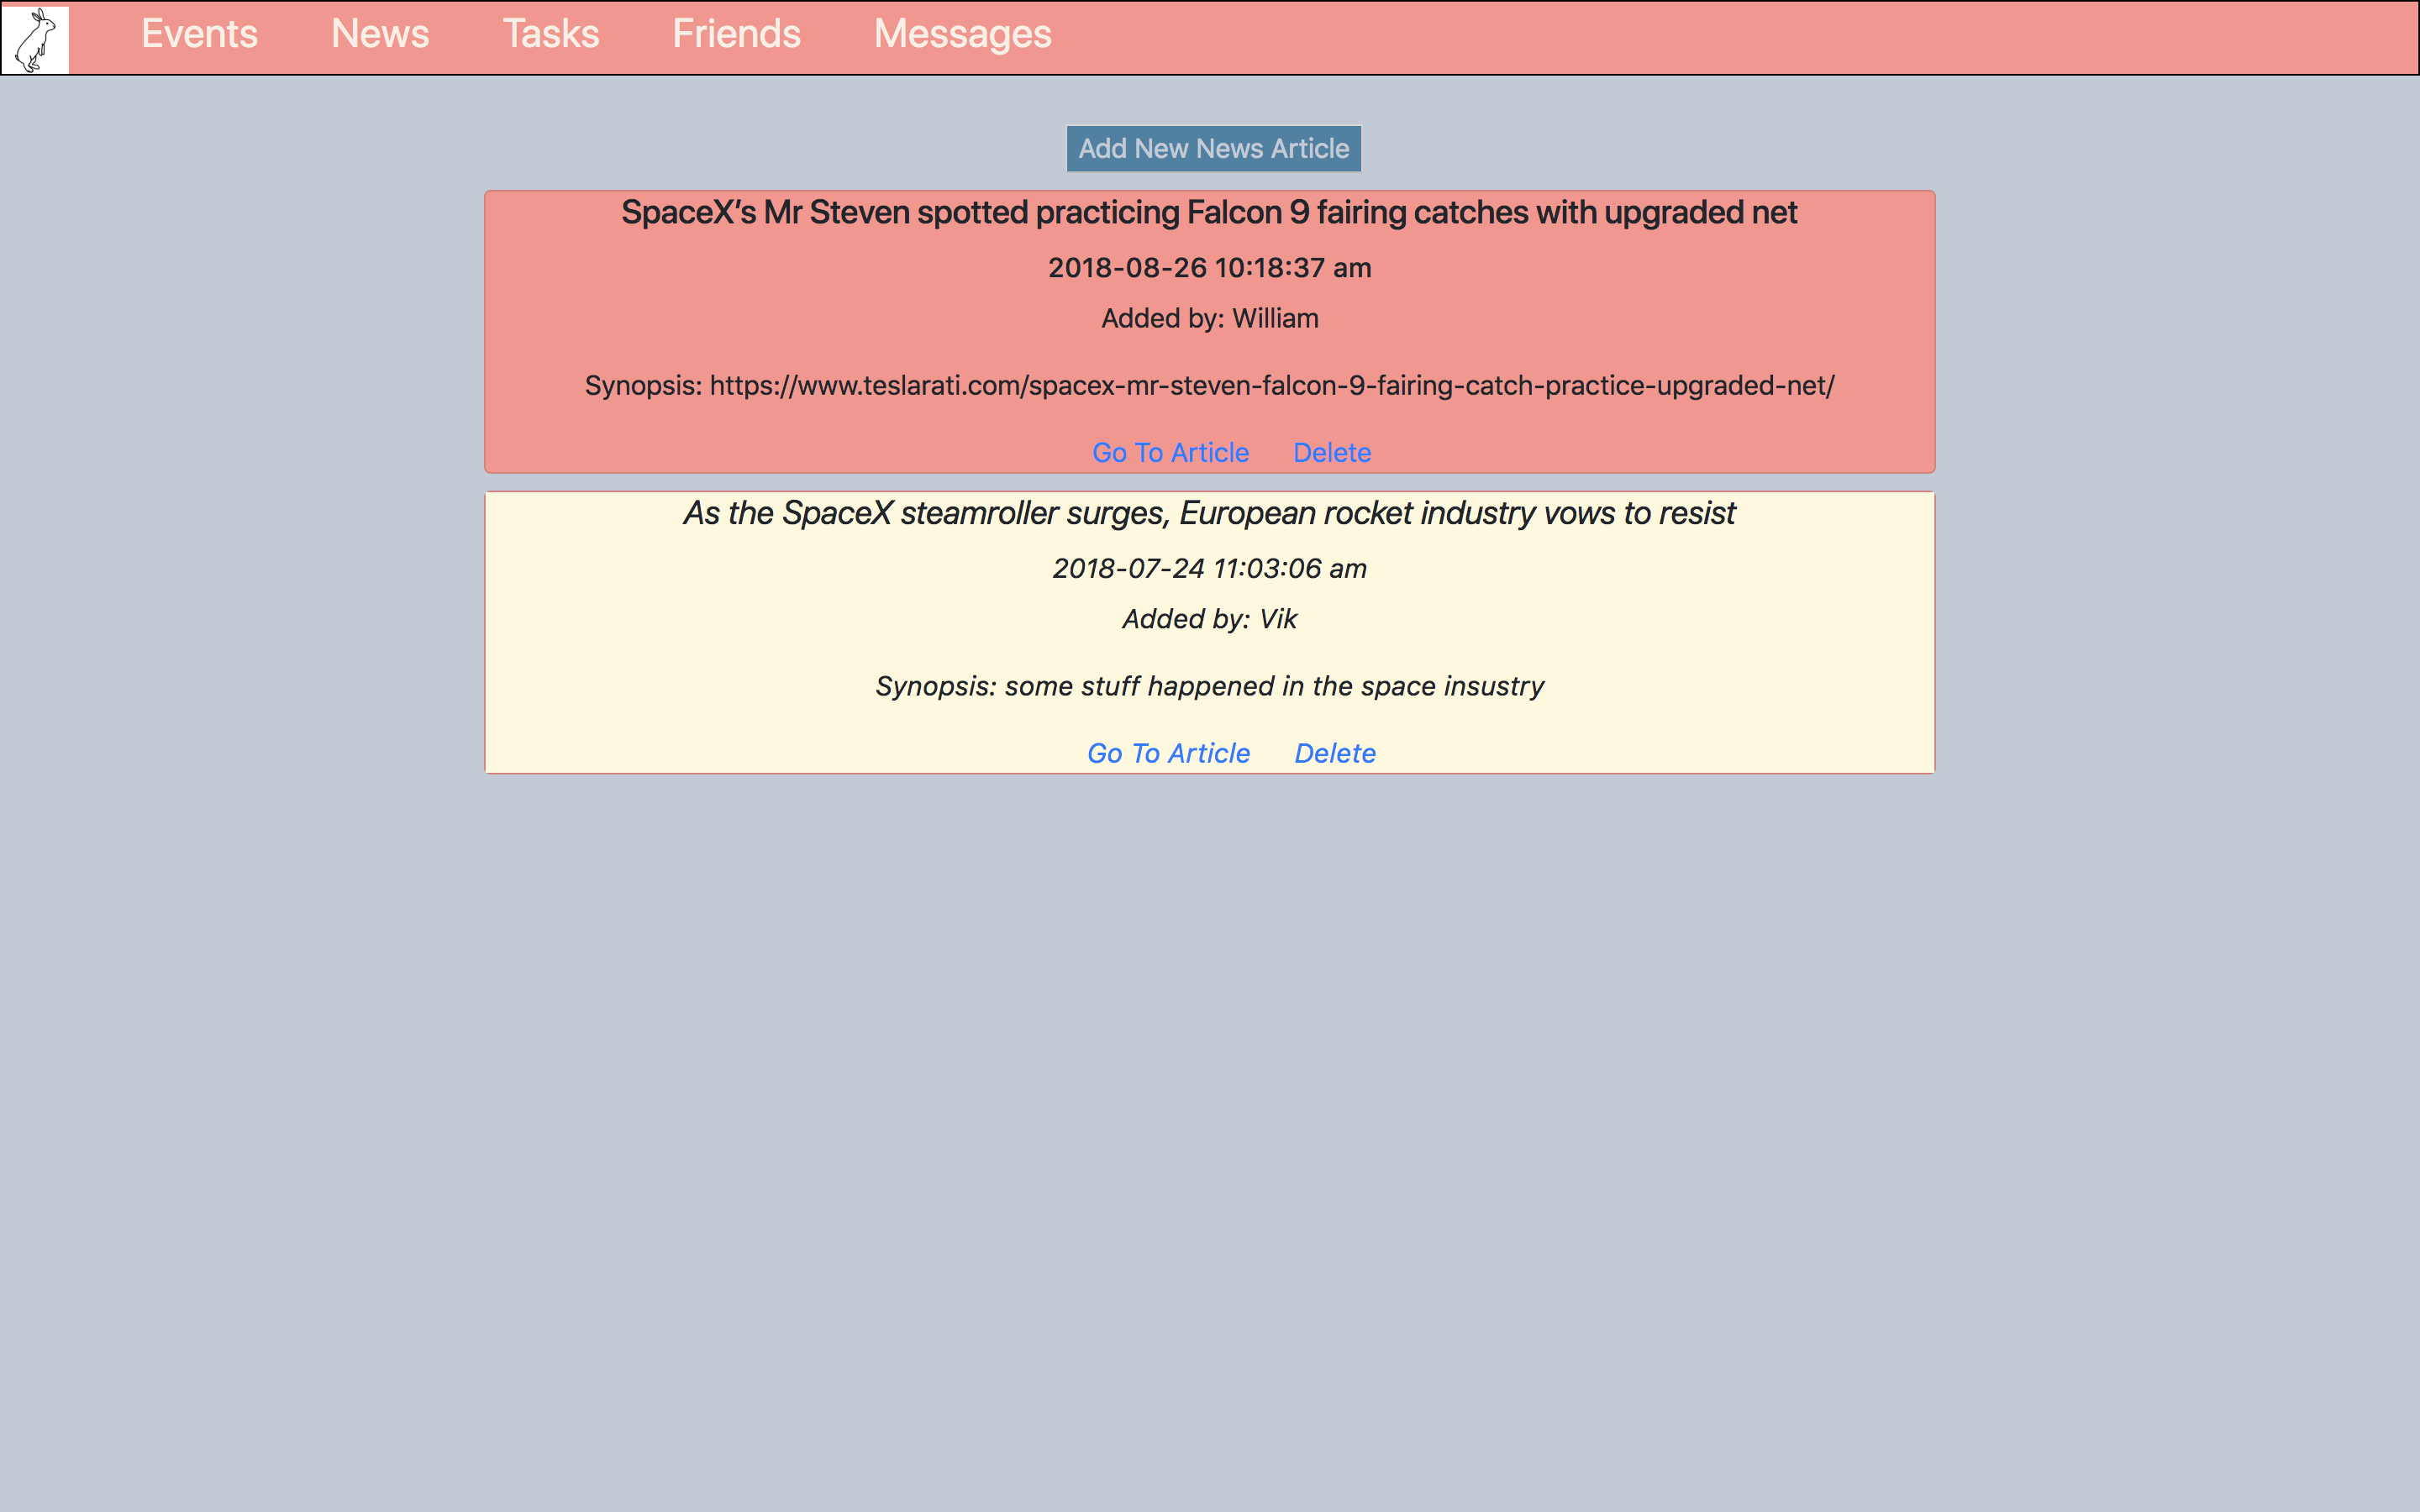 Events News Tasks Friends Messages
Add New News Article
SpaceX’s Mr Steven spotted practicing Falcon 9 fairing catches with upgraded net
2018-08-26 10:18:37 am
Added by: William
Synopsis: https://www.teslarati.com/spacex-mr-steven-falcon-9-fairing-catch-practice-upgraded-net/
Go To Article Delete
As the SpaceX steamroller surges, European rocket industry vows to resist
2018-07-24 11:03:06 am
Added by: Vik
Synopsis: some stuff happened in the space insustry
Go To Article Delete